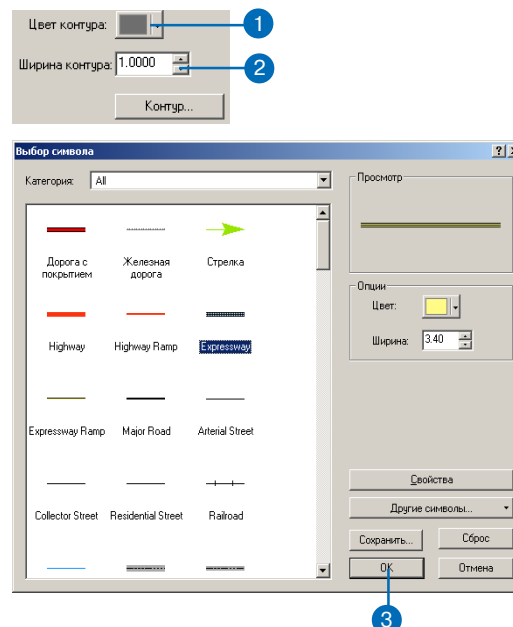 Цвет контура:
1
Ширина контура: 1.0000
2
Контур...
Выбор символа
Категория: All
Просмотр
Дорога с покрытием
Железная дорога
Стрелка
Опции
Цвет:
Ширина: 3.40
Highway
Highway Ramp
Expressway
Expressway Ramp
Major Road
Arterial Street
Collector Street
Residential Street
Railroad
Свойства
Другие символы...
Сохранить...
Сброс
OK
Отмена
3